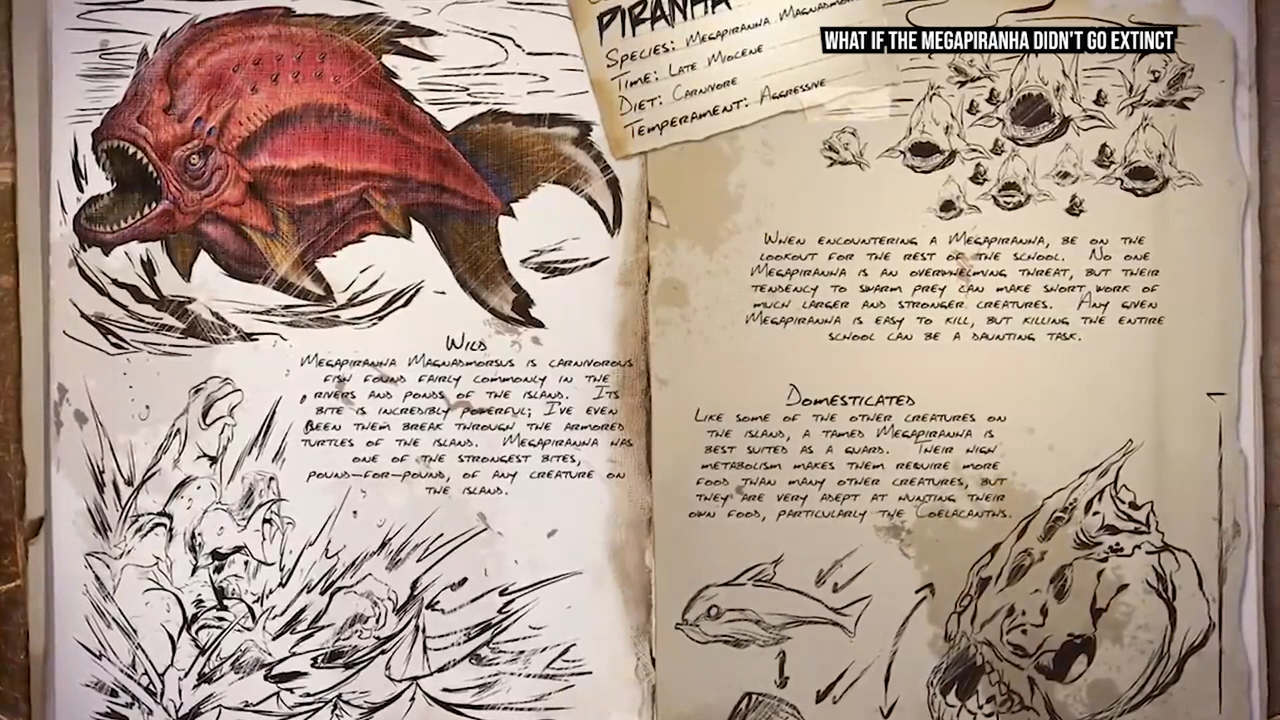 PIRANHA
SPECIES: MEGAPIRANHA
TIME: LATE MIOCENE
DIET: CARNIVORE
TEMPERAMENT: AGGRESSIVE
WHAT IF THE MEGAPIRANHA DIDN'T GO EXTINCT
WILD
MEGAPIRANHA MAGNADMORSUS IS CARNIVOROUS
FISH FOUND FAIRLY COMMONLY IN THE
RIVERS AND PONDS OF THE ISLAND. ITS
BITE IS INCREDIBLY POWERFUL; I'VE EVEN
BEEN THEM BREAK THROUGH THE ARMORED
TURTLES OF THE ISLAND. MEGAPIRANHA HAS
ONE OF THE STRONGEST BITES,
POUND-FOR-POUND, OF ANY CREATURE ON
THE ISLAND.
WHEN ENCOUNTERING A MEGAPIRANHA, BE ON THE
LOOKOUT FOR THE REST OF THE SCHOOL. NO ONE
MEGAPIRANHA IS AN OVERWHELMING THREAT, BUT THEIR
TENDENCY TO SWARM PREY CAN MAKE SHORT WORK OF
MUCH LARGER AND STRONGER CREATURES. ANY GIVEN
MEGAPIRANHA IS EASY TO KILL, BUT KILLING THE ENTIRE
SCHOOL CAN BE A DAUNTING TASK.
DOMESTICATED
LIKE SOME OF THE OTHER CREATURES ON
THE ISLAND, A TAMED MEGAPIRANHA IS
BEST SUITED AS A GUARD. THEIR HIGH
METABOLISM MAKES THEM REQUIRE MORE
FOOD THAN MANY OTHER CREATURES, BUT
THEY ARE VERY ADEPT AT HUNTING THEIR
OWN FOOD, PARTICULARLY THE COELACANTHS.